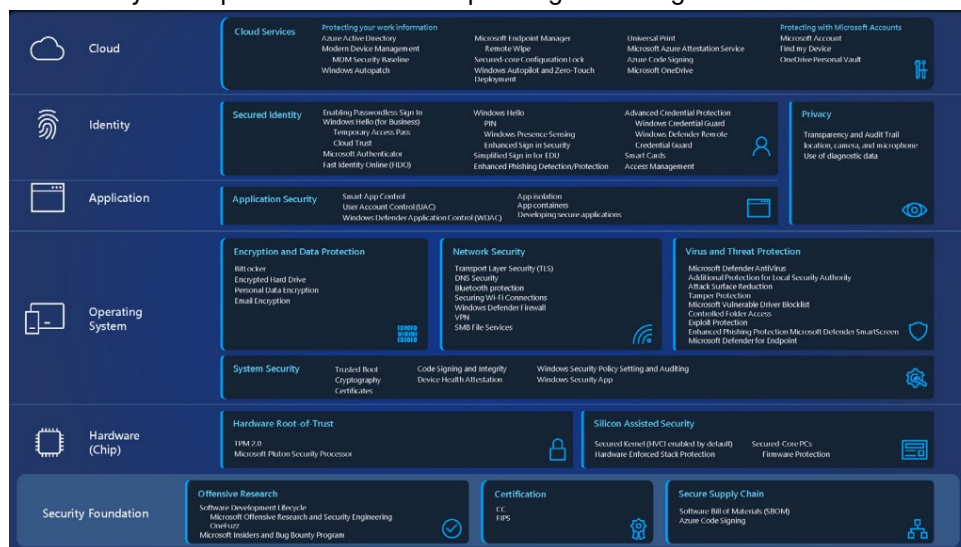 Cloud
Cloud Services
Protecting your work information
Azure Active Directory
Modern Device Management
MDM Security Baseline
Windows Autopatch
Microsoft Endpoint Manager
Remote Wipe
Secured-core Configuration Lock
Windows Autopilot and Zero-Touch
Deployment
Universal Print
Microsoft Azure Attestation Service
Azure Code Signing
Microsoft OneDrive
Protecting with Microsoft Accounts
Microsoft Account
Find my Device
OneDrive Personal Vault
Identity
Secured Identity
Enabling Passwordless Sign In
Windows Hello (for Business)
Temporary Access Pass
Cloud Trust
Microsoft Authenticator
Fast Identity Online (FIDO)
Windows Hello
PIN
Windows Presence Sensing
Enhanced Sign in Security
Simplified Sign in for EDU
Enhanced Phishing Detection/Protection
Advanced Credential Protection
Windows Credential Guard
Windows Defender Remote
Credential Guard
Smart Cards
Access Management
Privacy
Transparency and Audit Trail
location, camera, and microphone
Use of diagnostic data
Application
Application Security
Smart App Control
User Account Control (UAC)
Windows Defender Application Control (WDAC)
App isolation
App containers
Developing secure applications
Operating
System
Encryption and Data Protection
BitLocker
Encrypted Hard Drive
Personal Data Encryption
Email Encryption
Network Security
Transport Layer Security (TLS)
DNS Security
Bluetooth protection
Securing Wi-Fi Connections
Windows Defender Firewall
VPN
SMB File Services
Virus and Threat Protection
Microsoft Defender AntiVirus
Additional Protection for Local Security Authority
Attack Surface Reduction
Tamper Protection
Microsoft Vulnerable Driver Blocklist
Controlled Folder Access
Exploit Protection
Enhanced Phishing Protection Microsoft Defender SmartScreen
Microsoft Defender for Endpoint
System Security
Trusted Boot
Cryptography
Certificates
Code Signing and Integrity
Device Health Attestation
Windows Security Policy Setting and Auditing
Windows Security App
Hardware
(Chip)
Hardware Root-of-Trust
TPM 2.0
Microsoft Pluton Security Processor
Silicon Assisted Security
Secured Kernel (HVCI enabled by default)
Hardware Enforced Stack Protection
Secured-Core PCs
Firmware Protection
Security Foundation
Offensive Research
Software Development Lifecycle
Microsoft Offensive Research and Security Engineering
OneFuzz
Microsoft Insiders and Bug Bounty Program
Certification
CC
FIPS
Secure Supply Chain
Software Bill of Materials (SBOM)
Azure Code Signing